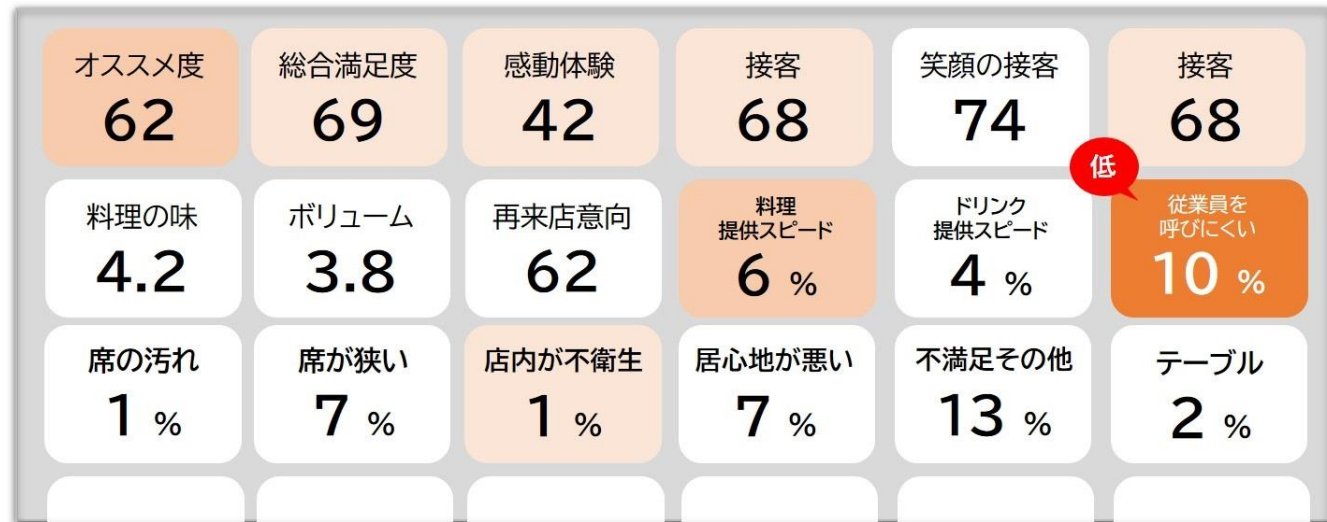 オススメ度
62
総合満足度
69
感動体験
42
接客
68
笑顔の接客
74
接客
68
料理の味
4.2
ボリューム
3.8
再来店意向
62
料理
提供スピード
6 %
ドリンク
提供スピード
4 %
低
従業員を
呼びにくい
10 %
席の汚れ
1 %
席が狭い
7 %
店内が不衛生
1 %
居心地が悪い
7 %
不満足その他
13 %
テーブル
2 %